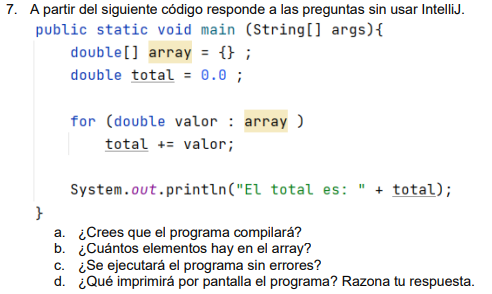 7. A partir del siguiente código responde a las preguntas sin usar IntelliJ.
public static void main (String[] args){
double[] array = {} ;
double total = 0.0 ;
for (double valor : array )
total += valor;
System.out.println("El total es: " + total);
}
a. ¿Crees que el programa compilará?
b. ¿Cuántos elementos hay en el array?
c. ¿Se ejecutará el programa sin errores?
d. ¿Qué imprimirá por pantalla el programa? Razona tu respuesta.